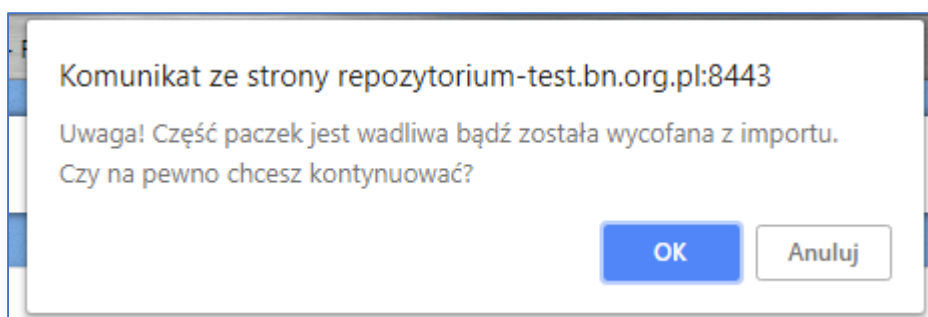 Komunikat ze strony repozytorium-test.bn.org.pl:8443
Uwaga! Część paczek jest wadliwa bądź została wycofana z importu.
Czy na pewno chcesz kontynuować?
OK Anuluj